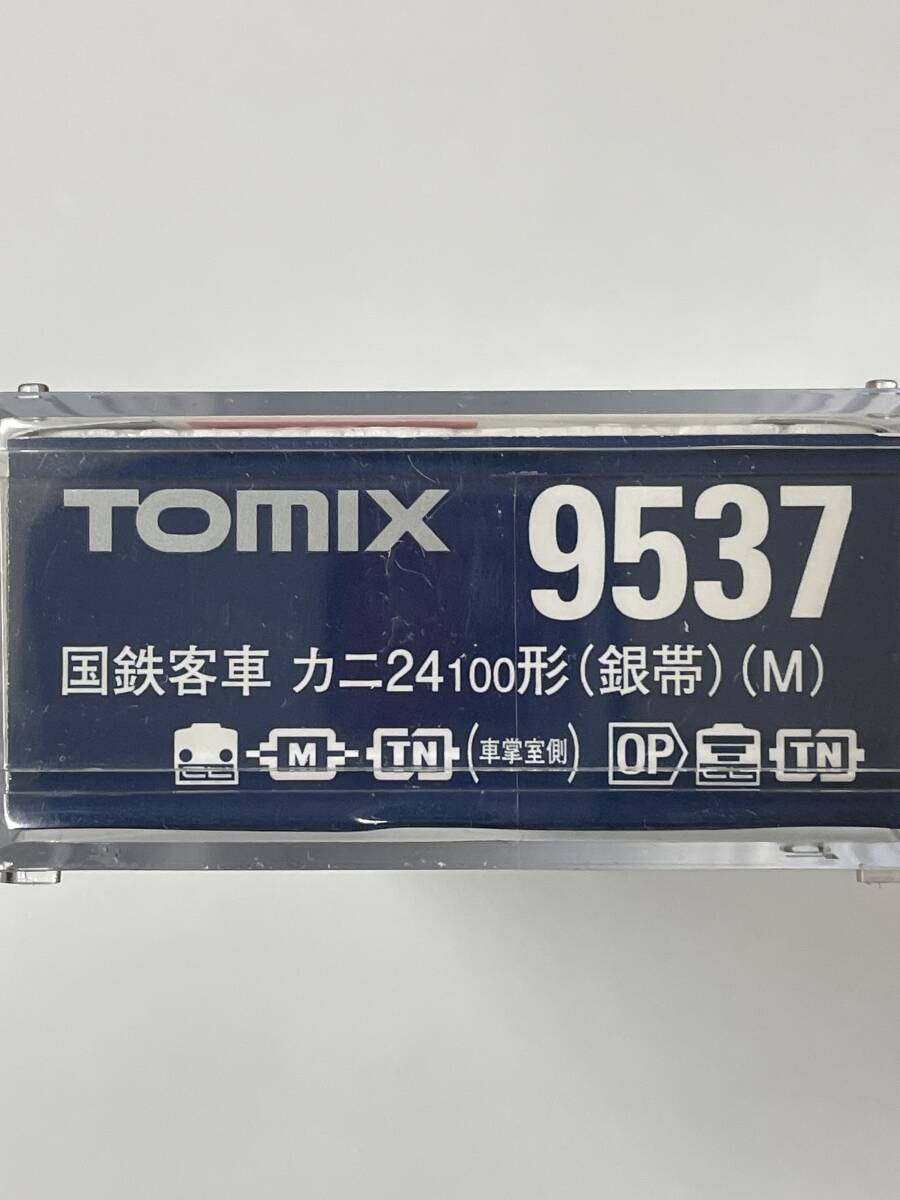 TOMIX 9537
国鉄客車 カニ24100形(銀帯)(M)
M TN (車掌室側) OP TN